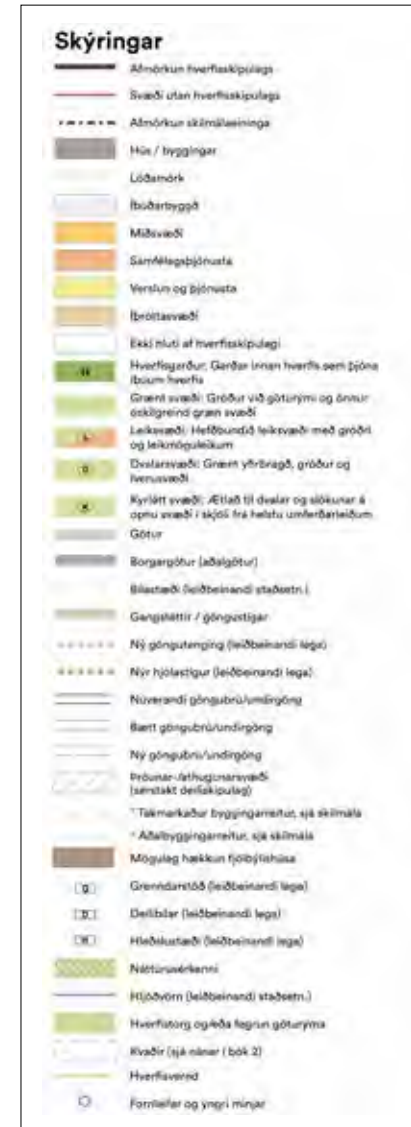 Skýringar
Afmörkun hverfisskipulags
Svæði utan hverfisskipulags
Afmörkun skilmálaeininga
Hús / byggingar
Lóðamörk
Íbúðarbyggð
Miðsvæði
Samfélagsþjónusta
Verslun og þjónusta
Íþróttasvæði
Ekki hluti af hverfisskipulagi
H Hverfisgarður: Garðar innan hverfis sem þjóna
íbúum hverfis
Grænt svæði: Gróður við göturými og önnur
óskilgreind græn svæði
L Leiksvæði: Hefðbundið leiksvæði með gróðri
og leikmöguleikum
D Dvalarsvæði: Grænt yfirbragð, gróður og
íverusvæði
K Kyrrlátt svæði: Ætlað til dvalar og slökunar á
opnu svæði í skjóli frá helstu umferðarleiðum
Götur
Borgargötur (aðalgötur)
Bílastæði (leiðbeinandi staðsetn.)
Gangstéttir / göngustígar
Ný göngutenging (leiðbeinandi lega)
Nýr hjólastígur (leiðbeinandi lega)
Núverandi göngubrú/undirgöng
Bætt göngubrú/undirgöng
Ný göngubrú/undirgöng
Þróunar-/athugunarsvæði
(sérstakt deiliskipulag)
Takmarkaður byggingarreitur, sjá skilmála
Aðalbyggingarreitur, sjá skilmála
Möguleg hækkun fjölbýlishúsa
G Grenndarstöð (leiðbeinandi lega)
D Deilibílar (leiðbeinandi lega)
H Hleðslustæði (leiðbeinandi lega)
Náttúrusérkenni
Hljóðvörn (leiðbeinandi staðsetn.)
Hverfistorg og/eða fegrun göturýma
Kvaðir (sjá nánar í bók 2)
Hverfisvernd
Fornleifar og yngri minjar